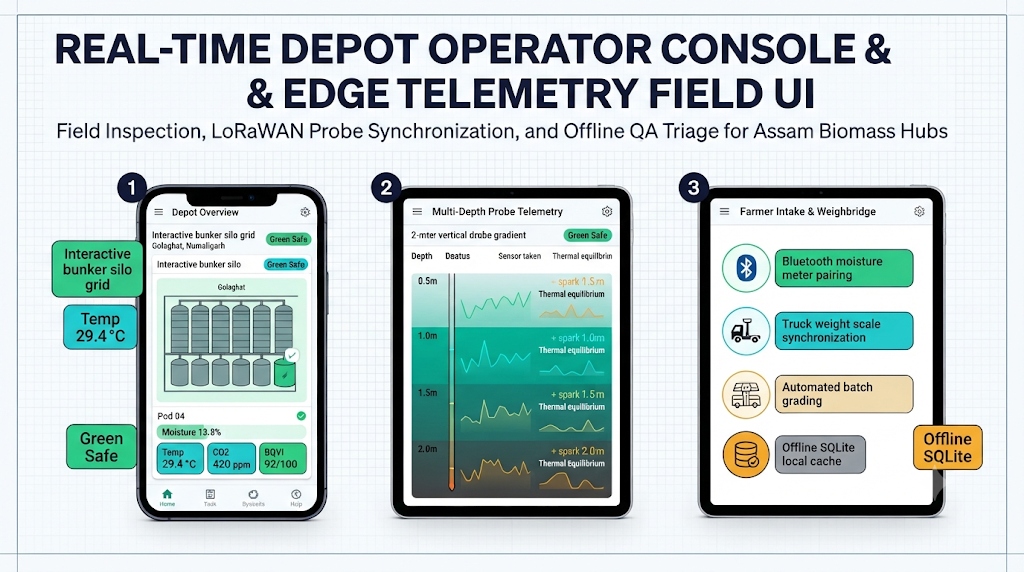 REAL-TIME DEPOT OPERATOR CONSOLE &
& EDGE TELEMETRY FIELD UI
Field Inspection, LoRaWAN Probe Synchronization, and Offline QA Triage for Assam Biomass Hubs
1
Interactive
bunker silo
grid
Temp
29.4 °C
Green
Safe
Depot Overview
Interactive bunker silo grid
Golaghat, Numaligarh
Green Safe
Interactive bunker silo
Green Safe
Golaghat
Pod 04
Moisture 13.8%
Temp
29.4 °C
CO2
420 ppm
BQVI
92/100
Home
Task
Help
2
Multi-Depth Probe Telemetry
2-mter vertical drobe gradient
Green Safe
Depth
Dsatus
Sensor taken
Thermal equilibrin
0.5m
+ spark 1.5 m
Thermal equilibrium
1.0m
+ spark 1.0m
Thermal equilibrium
1.5m
+ spark 1.5 m
Thermal equilibrium
2.0m
+ spark 2.0 m
Thermal equilibrium
3
Farmer Intake & Weighbridge
Bluetooth moisture
meter pairing
Truck weight scale
synchronization
Automated batch
grading
Offline SQLite
local cache
Offline
SQLite